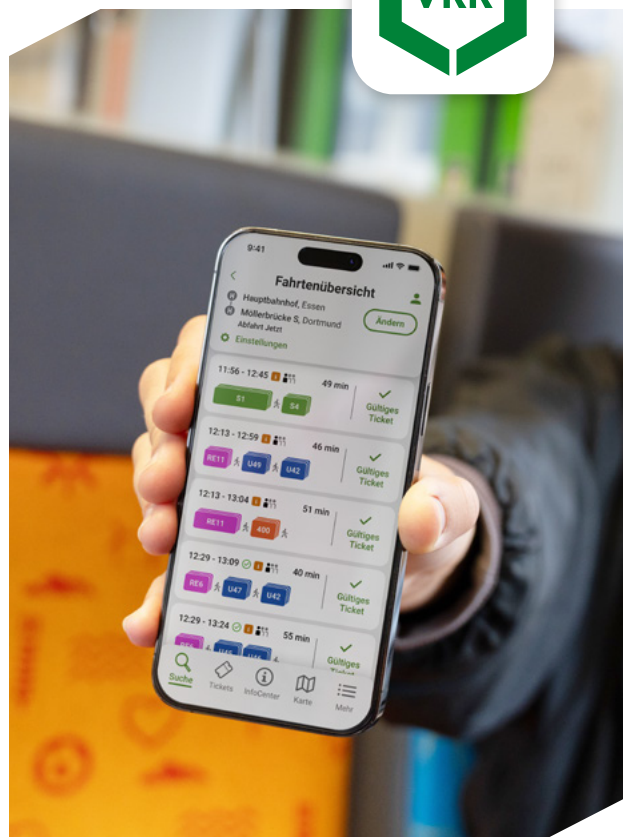 VRR
9:41
Fahrtenübersicht
Hauptbahnhof, Essen
Möllerbrücke S, Dortmund
Abfahrt Jetzt
Ändern
Einstellungen
11:56 - 12:45 49 min
S1 S4
Gültiges
Ticket
12:13 - 12:59 46 min
RE11 U49 U42
Gültiges
Ticket
12:13 - 13:04 51 min
RE11 400
Gültiges
Ticket
12:29 - 13:09 40 min
RE6 U47 U42
Gültiges
Ticket
12:29 - 13:24 55 min
Gültiges
Suche Tickets InfoCenter Karte Mehr